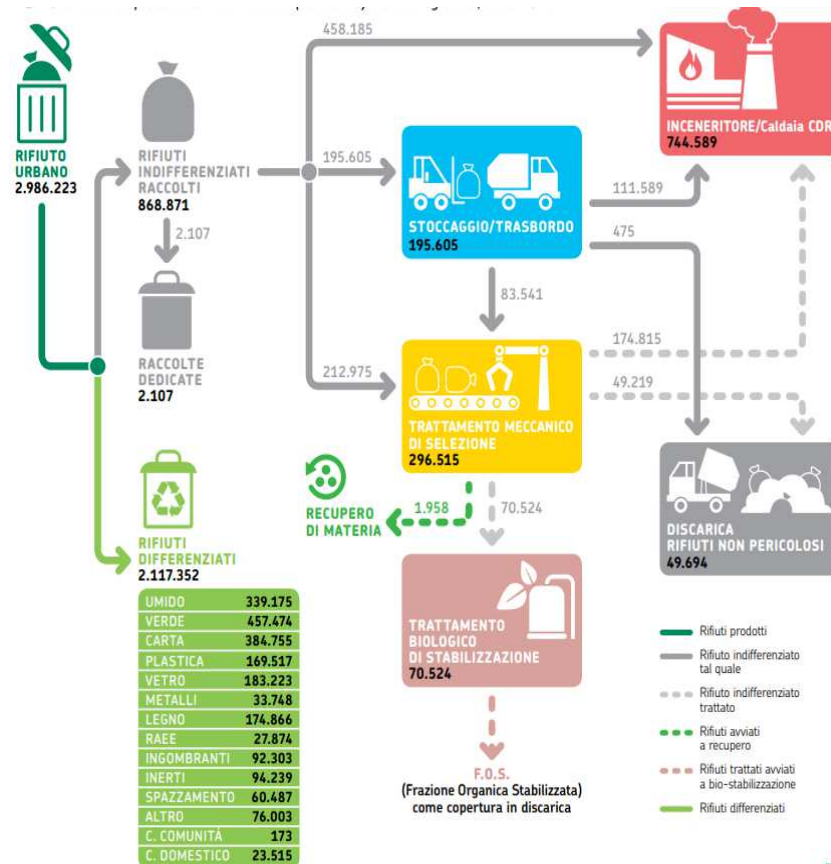 458.185
RIFIUTO
URBANO
2.986.223
RIFIUTI
INDIFFERENZIATI
RACCOLTI
868.871
2.107
RACCOLTE
DEDICATE
2.107
195.605
212.975
STOCCAGGIO/TRASBORDO
195.605
INCENERITORE/Caldaia CDR
744.589
111.589
475
83.541
174.815
49.219
TRATTAMENTO MECCANICO
DI SELEZIONE
296.515
RECUPERO
DI MATERIA
1.958
70.524
DISCARICA
RIFIUTI NON PERICOLOSI
49.694
TRATTAMENTO
BIOLOGICO
DI STABILIZZAZIONE
70.524
F.O.S.
(Frazione Organica Stabilizzata)
come copertura in discarica
RIFIUTI
DIFFERENZIATI
2.117.352
UMIDO 339.175
VERDE 457.474
CARTA 384.755
PLASTICA 169.517
VETRO 183.223
METALLI 33.748
LEGNO 174.866
RAEE 27.874
INGOMBRANTI 92.303
INERTI 94.239
SPAZZAMENTO 60.487
ALTRO 76.003
C. COMUNITÀ 173
C. DOMESTICO 23.515
Rifiuti prodotti
Rifiuto indifferenziato
tal quale
Rifiuto indifferenziato
trattato
Rifiuti avviati
a recupero
Rifiuti trattati avviati
a bio-stabilizzazione
Rifiuti differenziati